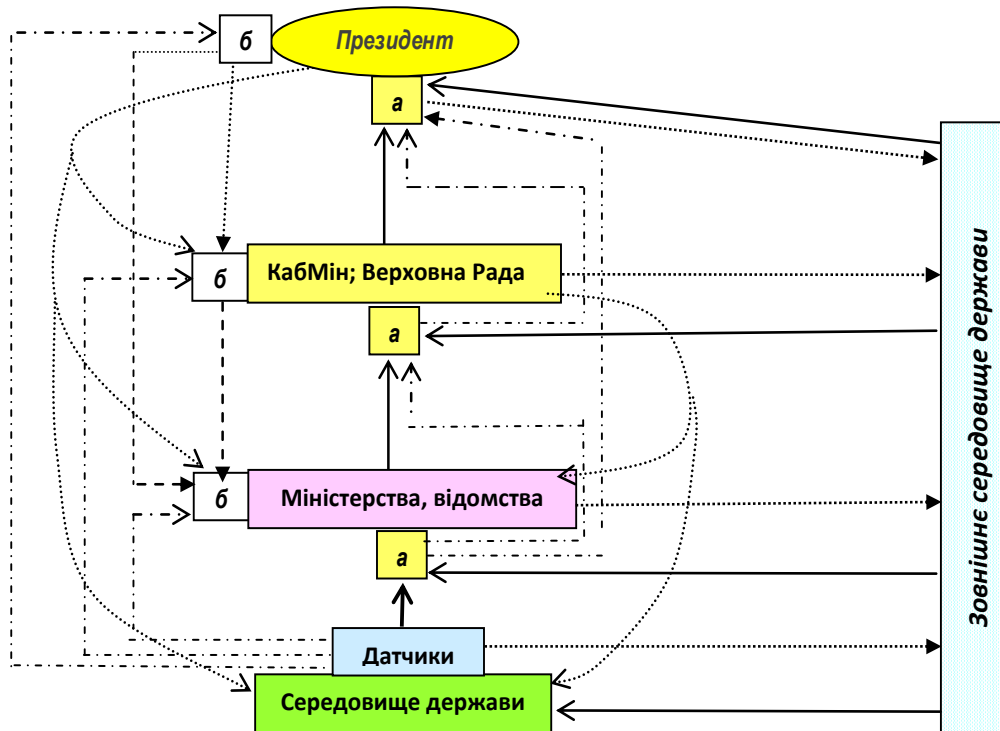 б
Президент
а
б
КабМін; Верховна Рада
а
б
Міністерства, відомства
а
Датчики
Середовище держави
Зовнішнє середовище держави